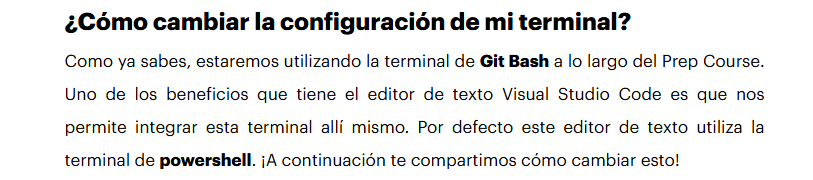 ¿Cómo cambiar la configuración de mi terminal?
Como ya sabes, estaremos utilizando la terminal de Git Bash a lo largo del Prep Course.
Uno de los beneficios que tiene el editor de texto Visual Studio Code es que nos
permite integrar esta terminal allí mismo. Por defecto este editor de texto utiliza la
terminal de powershell. ¡A continuación te compartimos cómo cambiar esto!